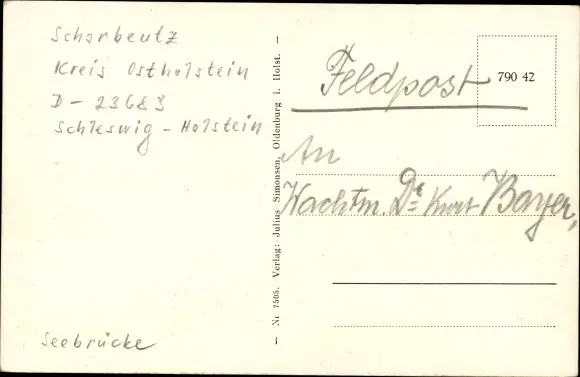 Scharbeutz
Kreis Ostholstein
D - 23683
Schleswig - Holstein
Seebrücke
— Nr 7505. Verlag: Julius Simonsen, Oldenburg i. Holst. —
Feldpost
790 42
An
Wachtm. Dr Kurt Bayer,